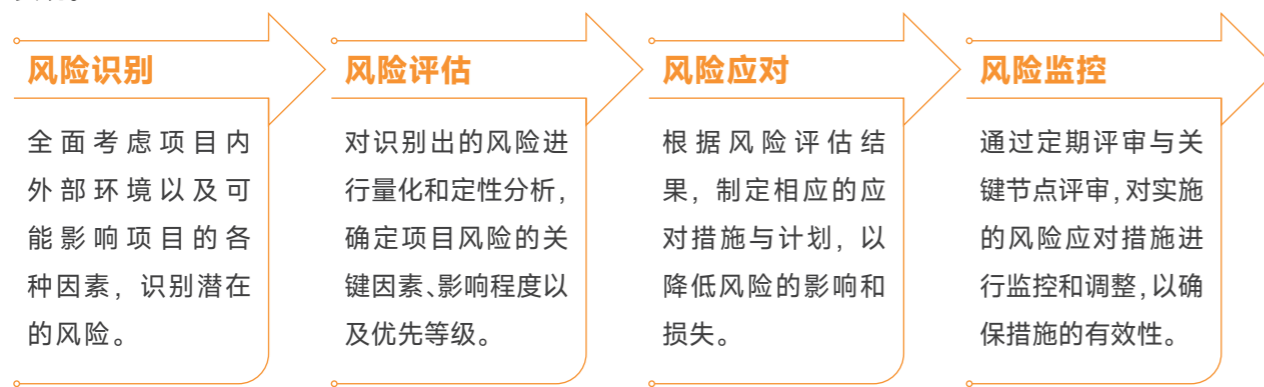 风险识别
全面考虑项目内
外部环境以及可
能影响项目的各
种因素，识别潜在
的风险。
风险评估
对识别出的风险进
行量化和定性分析，
确定项目风险的关
键因素、影响程度以
及优先等级。
风险应对
根据风险评估结
果，制定相应的应
对措施与计划，以
降低风险的影响和
损失。
风险监控
通过定期评审与关
键节点评审，对实施
的风险应对措施进
行监控和调整，以确
保措施的有效性。